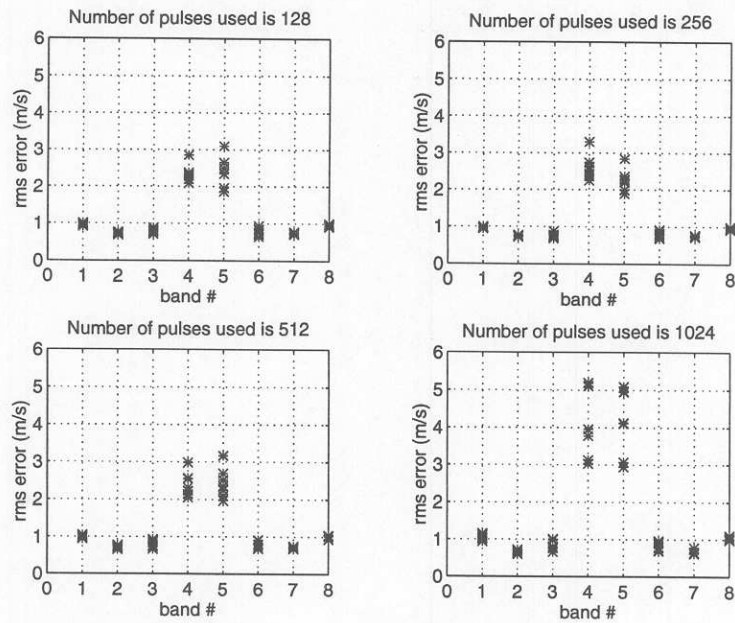 Number of pulses used is 128
6
5
4
3
2
1
0
rms error (m/s)
0 1 2 3 4 5 6 7 8
band #
Number of pulses used is 256
6
5
4
3
2
1
0
rms error (m/s)
0 1 2 3 4 5 6 7 8
band #
Number of pulses used is 512
6
5
4
3
2
1
0
rms error (m/s)
0 1 2 3 4 5 6 7 8
band #
Number of pulses used is 1024
6
5
4
3
2
1
0
rms error (m/s)
0 1 2 3 4 5 6 7 8
band #